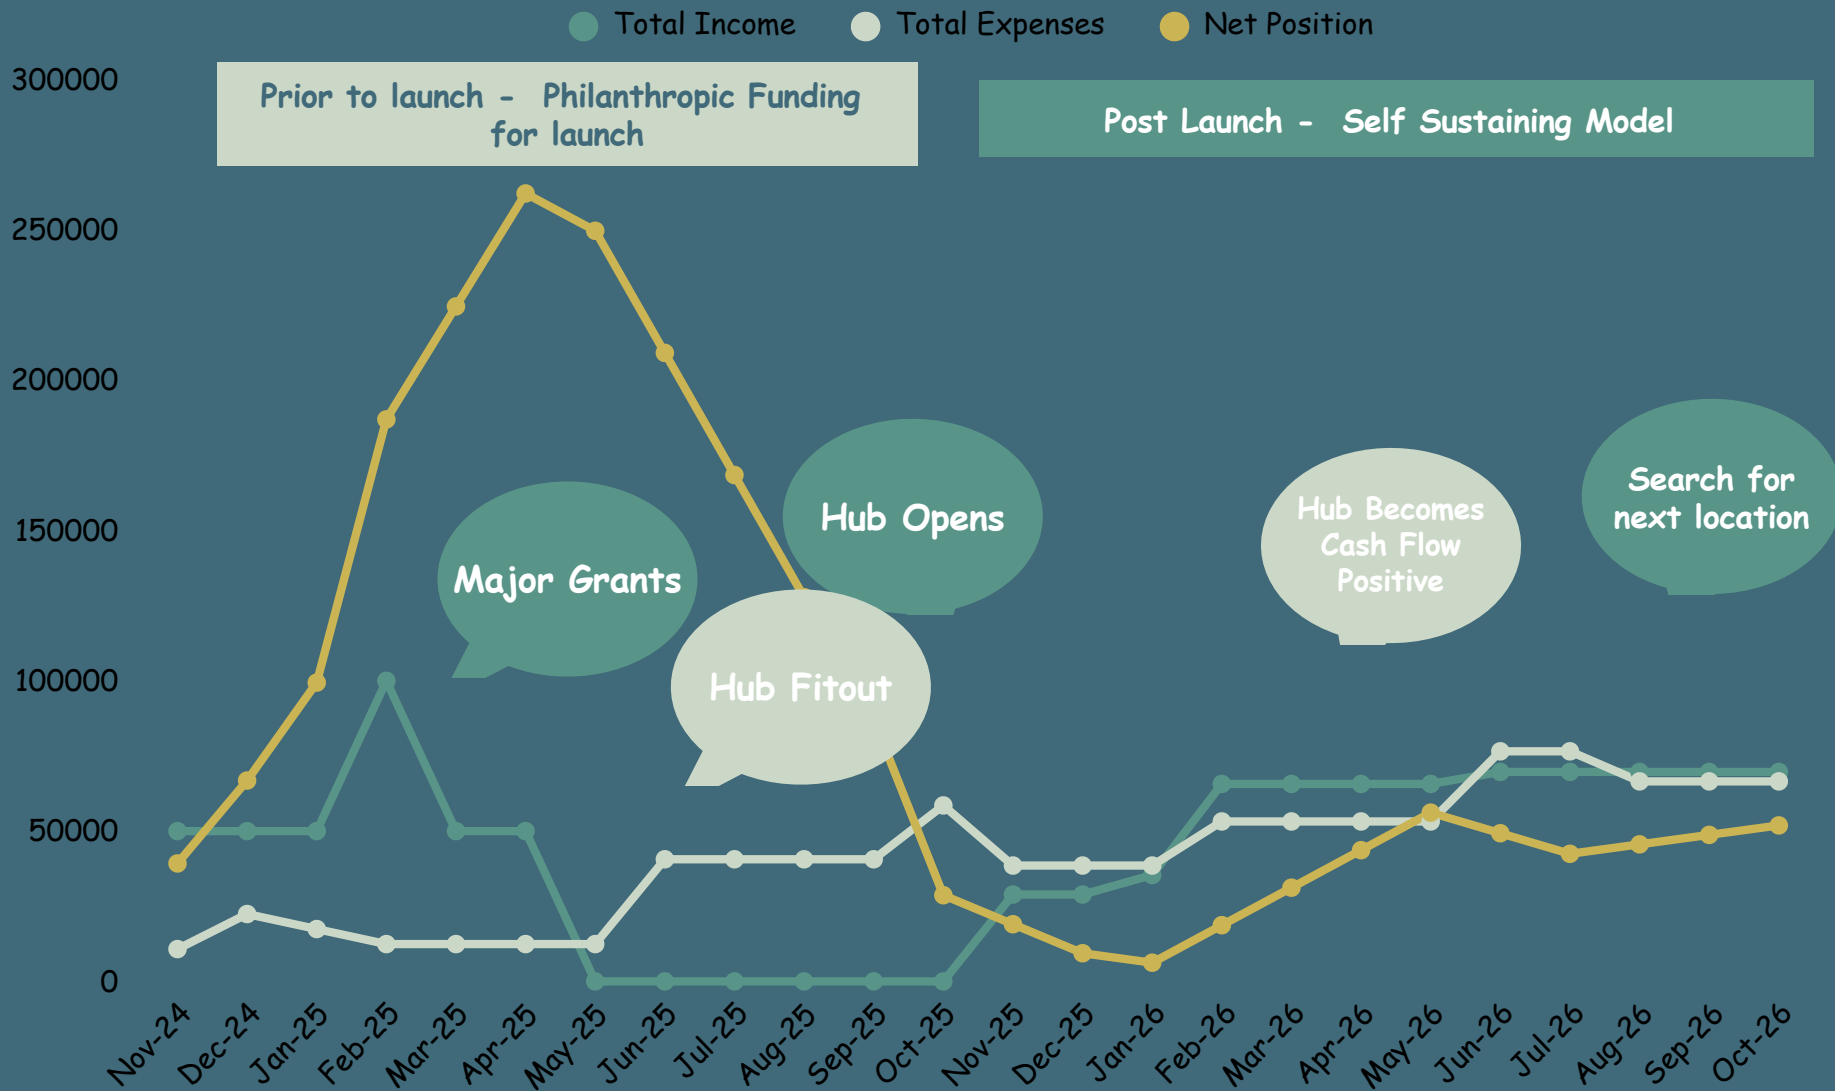 Total Income
Total Expenses
Net Position
Prior to launch - Philanthropic Funding
for launch
Post Launch - Self Sustaining Model
300000
250000
200000
150000
100000
50000
0
Major Grants
Hub Opens
Hub Fitout
Hub Becomes
Cash Flow
Positive
Search for
next location
Nov-24
Dec-24
Jan-25
Feb-25
Mar-25
Apr-25
May-25
Jun-25
Jul-25
Aug-25
Sep-25
Oct-25
Nov-25
Dec-25
Jan-26
Feb-26
Mar-26
Apr-26
May-26
Jun-26
Jul-26
Aug-26
Sep-26
Oct-26